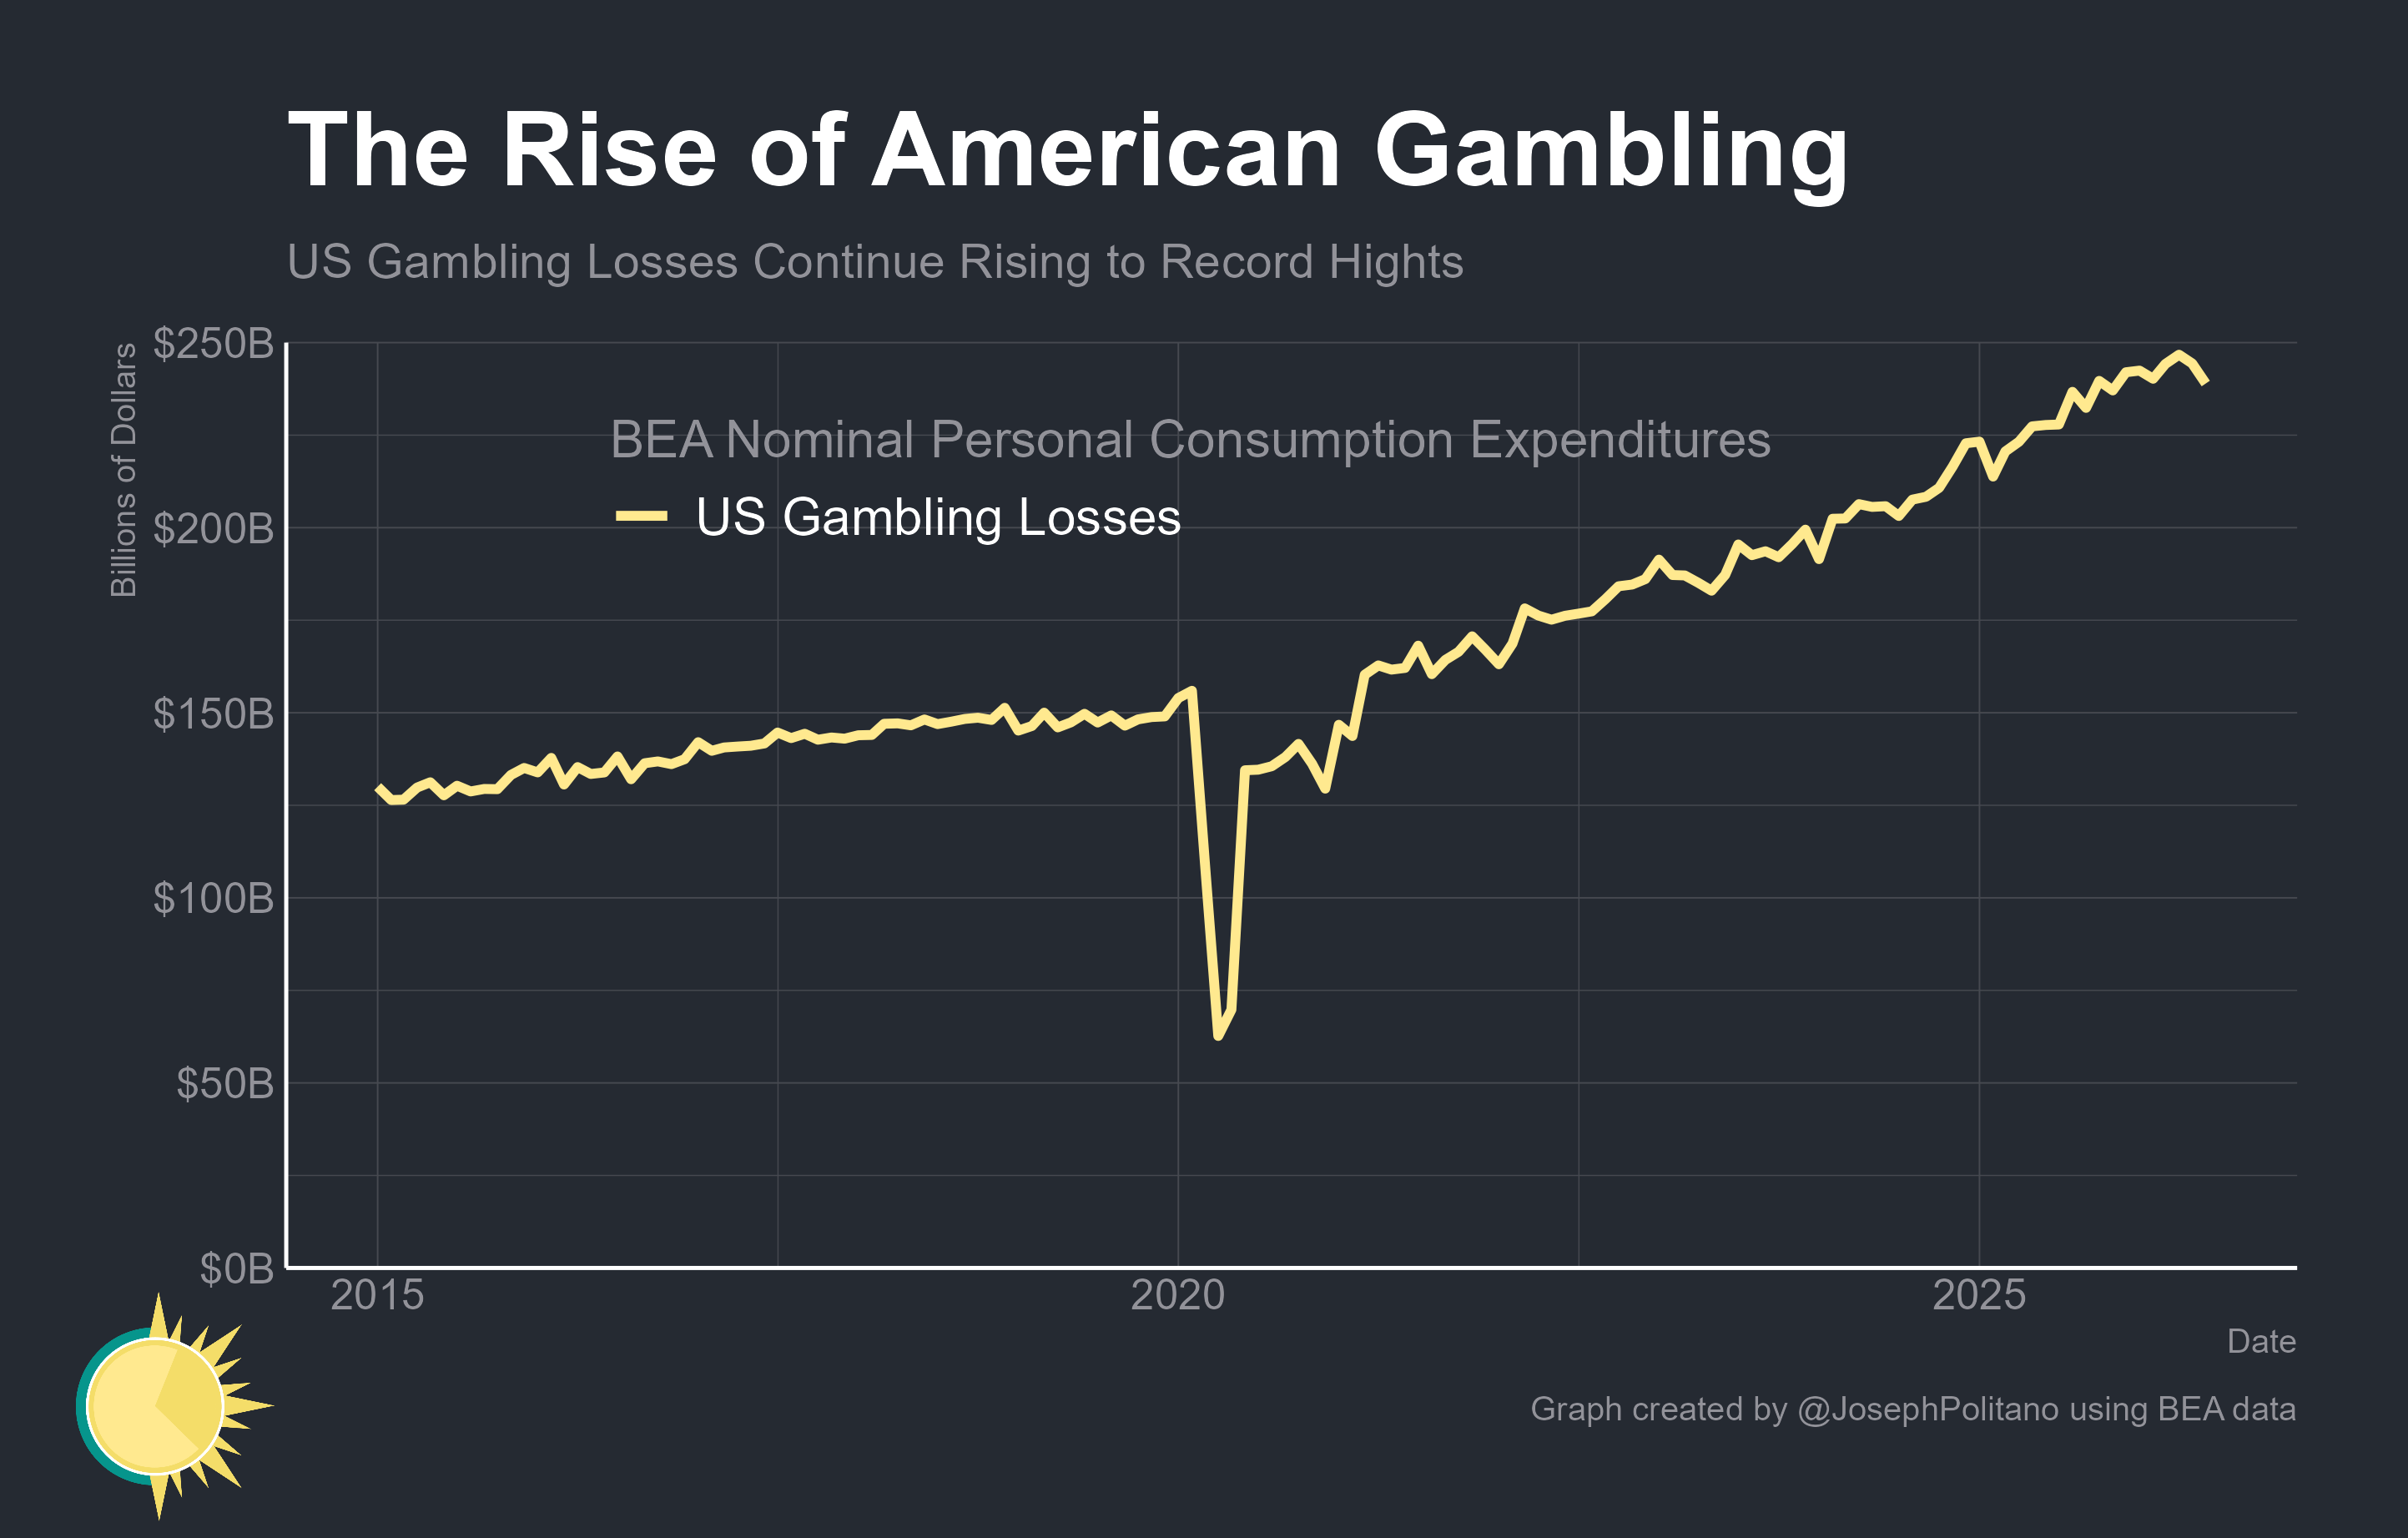 The Rise of American Gambling
US Gambling Losses Continue Rising to Record Hights
Billions of Dollars
$250B
$200B
$150B
$100B
$50B
$0B
BEA Nominal Personal Consumption Expenditures
US Gambling Losses
2015
2020
2025
Date
Graph created by @JosephPolitano using BEA data